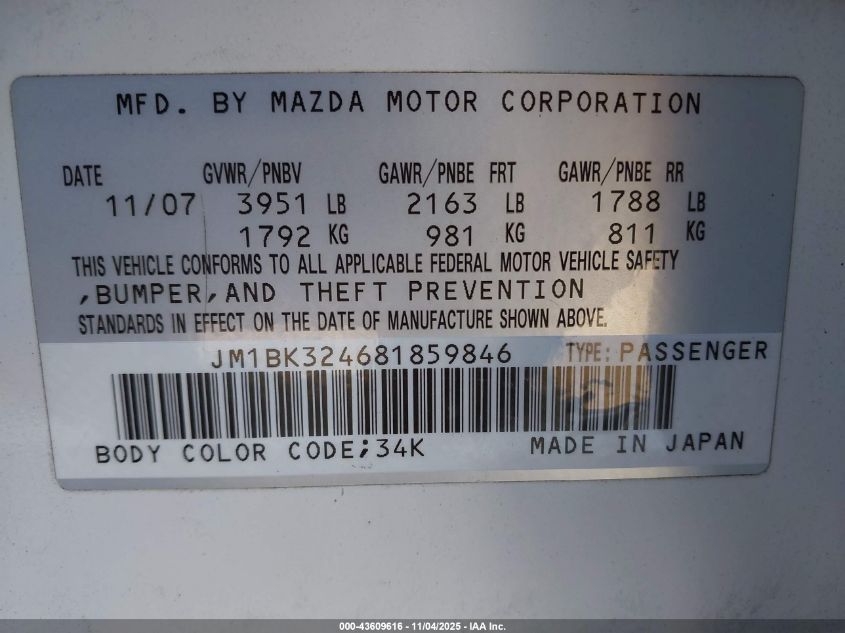 MFD. BY MAZDA MOTOR CORPORATION
DATE GVWR/PNBV GAWR/PNBE FRT GAWR/PNBE RR
11/07 3951 LB 2163 LB 1788 LB
1792 KG 981 KG 811 KG
THIS VEHICLE CONFORMS TO ALL APPLICABLE FEDERAL MOTOR VEHICLE SAFETY
,BUMPER,AND THEFT PREVENTION
STANDARDS IN EFFECT ON THE DATE OF MANUFACTURE SHOWN ABOVE.
JM1BK324681859846 TYPE: PASSENGER
BODY COLOR CODE;34K MADE IN JAPAN
000-43609616 - 11/04/2025 - IAA Inc.